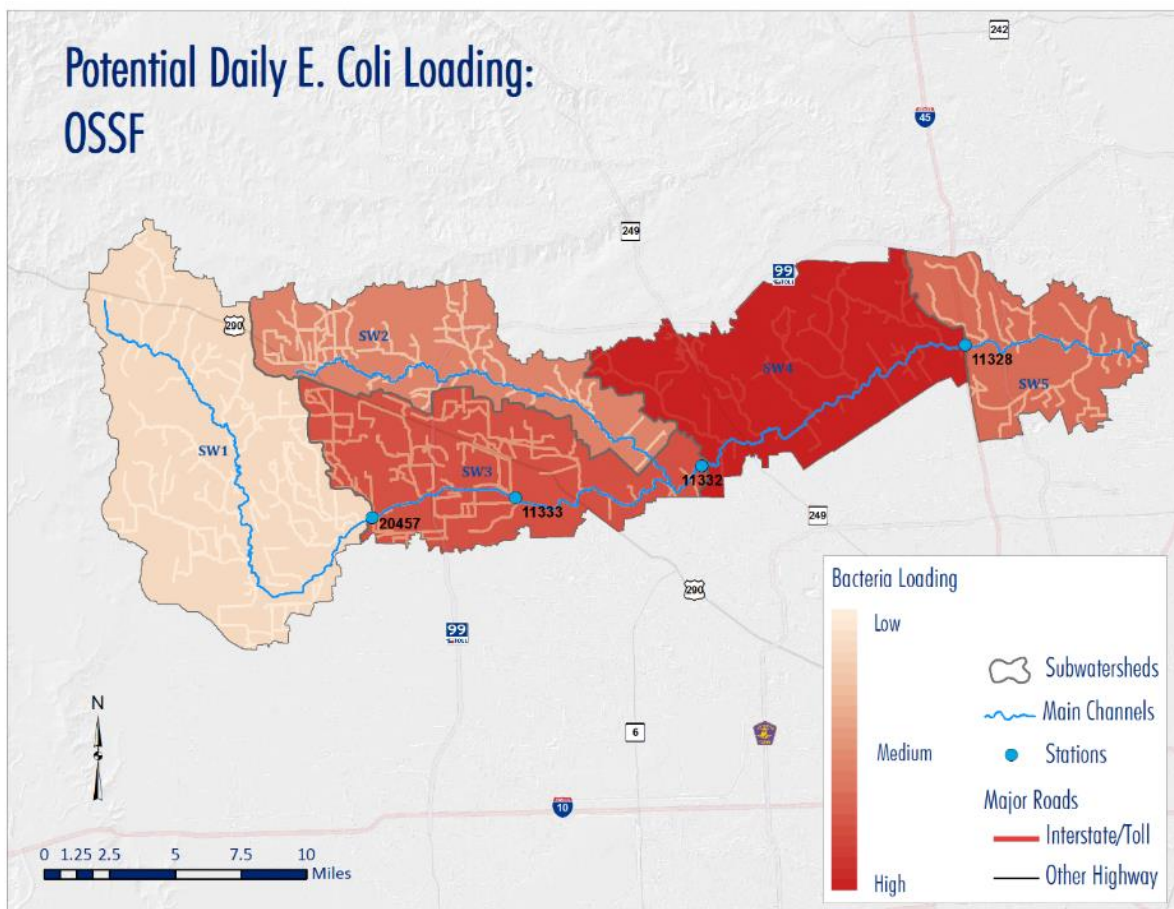 Potential Daily E. Coli Loading:
OSSF
242
45
249
99
TOLL
290
SW2
SW4
11328
SW5
SW1
SW3
11332
11333
20457
249
290
99
TOLL
6
10
N
0 1.25 2.5 5 7.5 10
Miles
Bacteria Loading
Low
Medium
High
Subwatersheds
Main Channels
Stations
Major Roads
Interstate/Toll
Other Highway